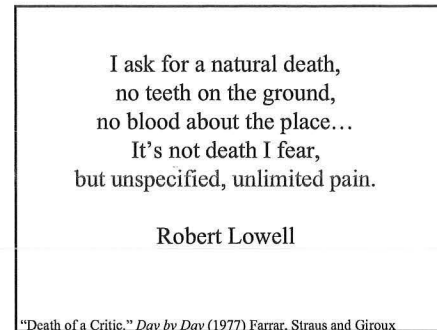 I ask for a natural death,
no teeth on the ground,
no blood about the place…
It’s not death I fear,
but unspecified, unlimited pain.
Robert Lowell
“Death of a Critic,” Day by Day (1977) Farrar, Straus and Giroux